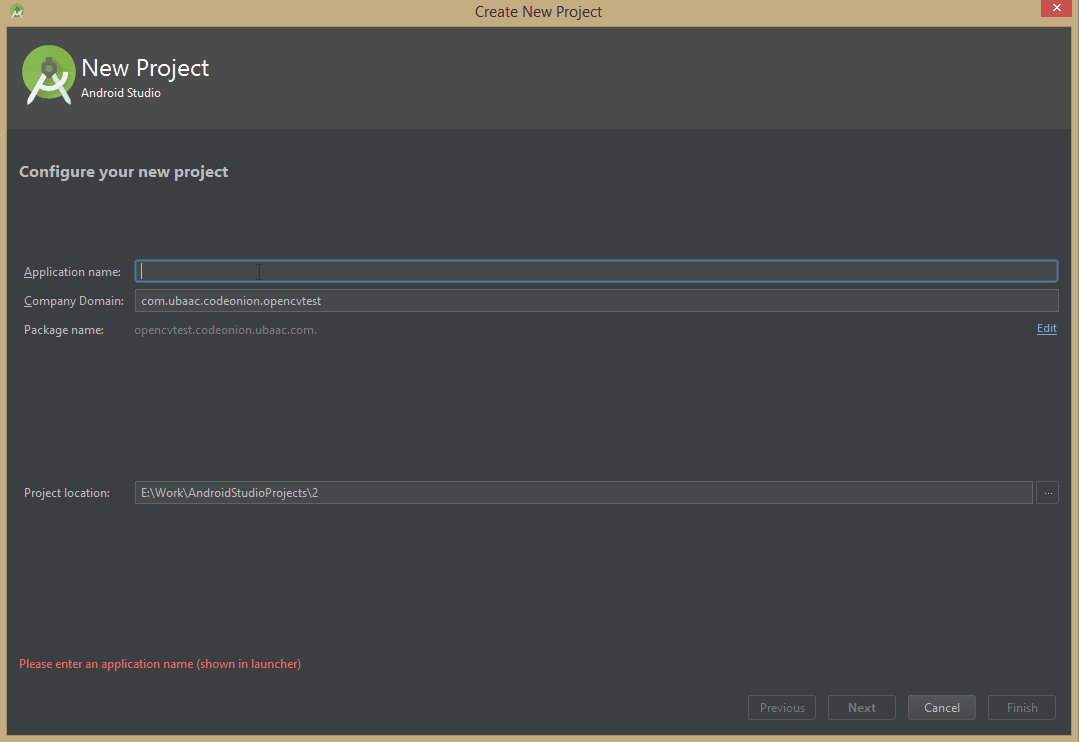 Create New Project
New Project
Android Studio
Configure your new project
Application name:
Company Domain: com.ubaac.codeonion.opencvtest
Package name: opencvtest.codeonion.ubaac.com. Edit
Project location: E:\Work\AndroidStudioProjects\2 ...
Please enter an application name (shown in launcher)
Previous Next Cancel Finish